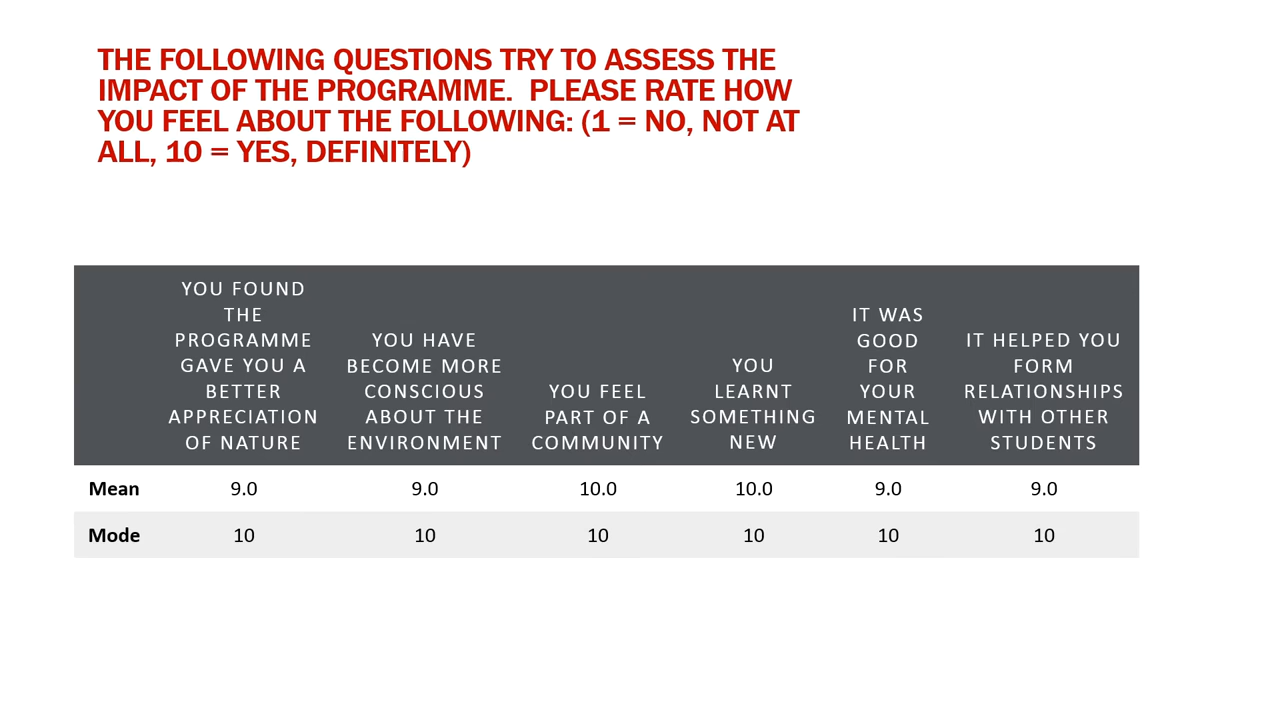 THE FOLLOWING QUESTIONS TRY TO ASSESS THE
IMPACT OF THE PROGRAMME.  PLEASE RATE HOW
YOU FEEL ABOUT THE FOLLOWING: (1 = NO, NOT AT
ALL, 10 = YES, DEFINITELY)
YOU FOUND
THE
PROGRAMME
GAVE YOU A
BETTER
APPRECIATION
OF NATURE
YOU HAVE
BECOME MORE
CONSCIOUS
ABOUT THE
ENVIRONMENT
YOU FEEL
PART OF A
COMMUNITY
YOU
LEARNT
SOMETHING
NEW
IT WAS
GOOD
FOR
YOUR
MENTAL
HEALTH
IT HELPED YOU
FORM
RELATIONSHIPS
WITH OTHER
STUDENTS
Mean 9.0 9.0 10.0 10.0 9.0 9.0
Mode 10 10 10 10 10 10